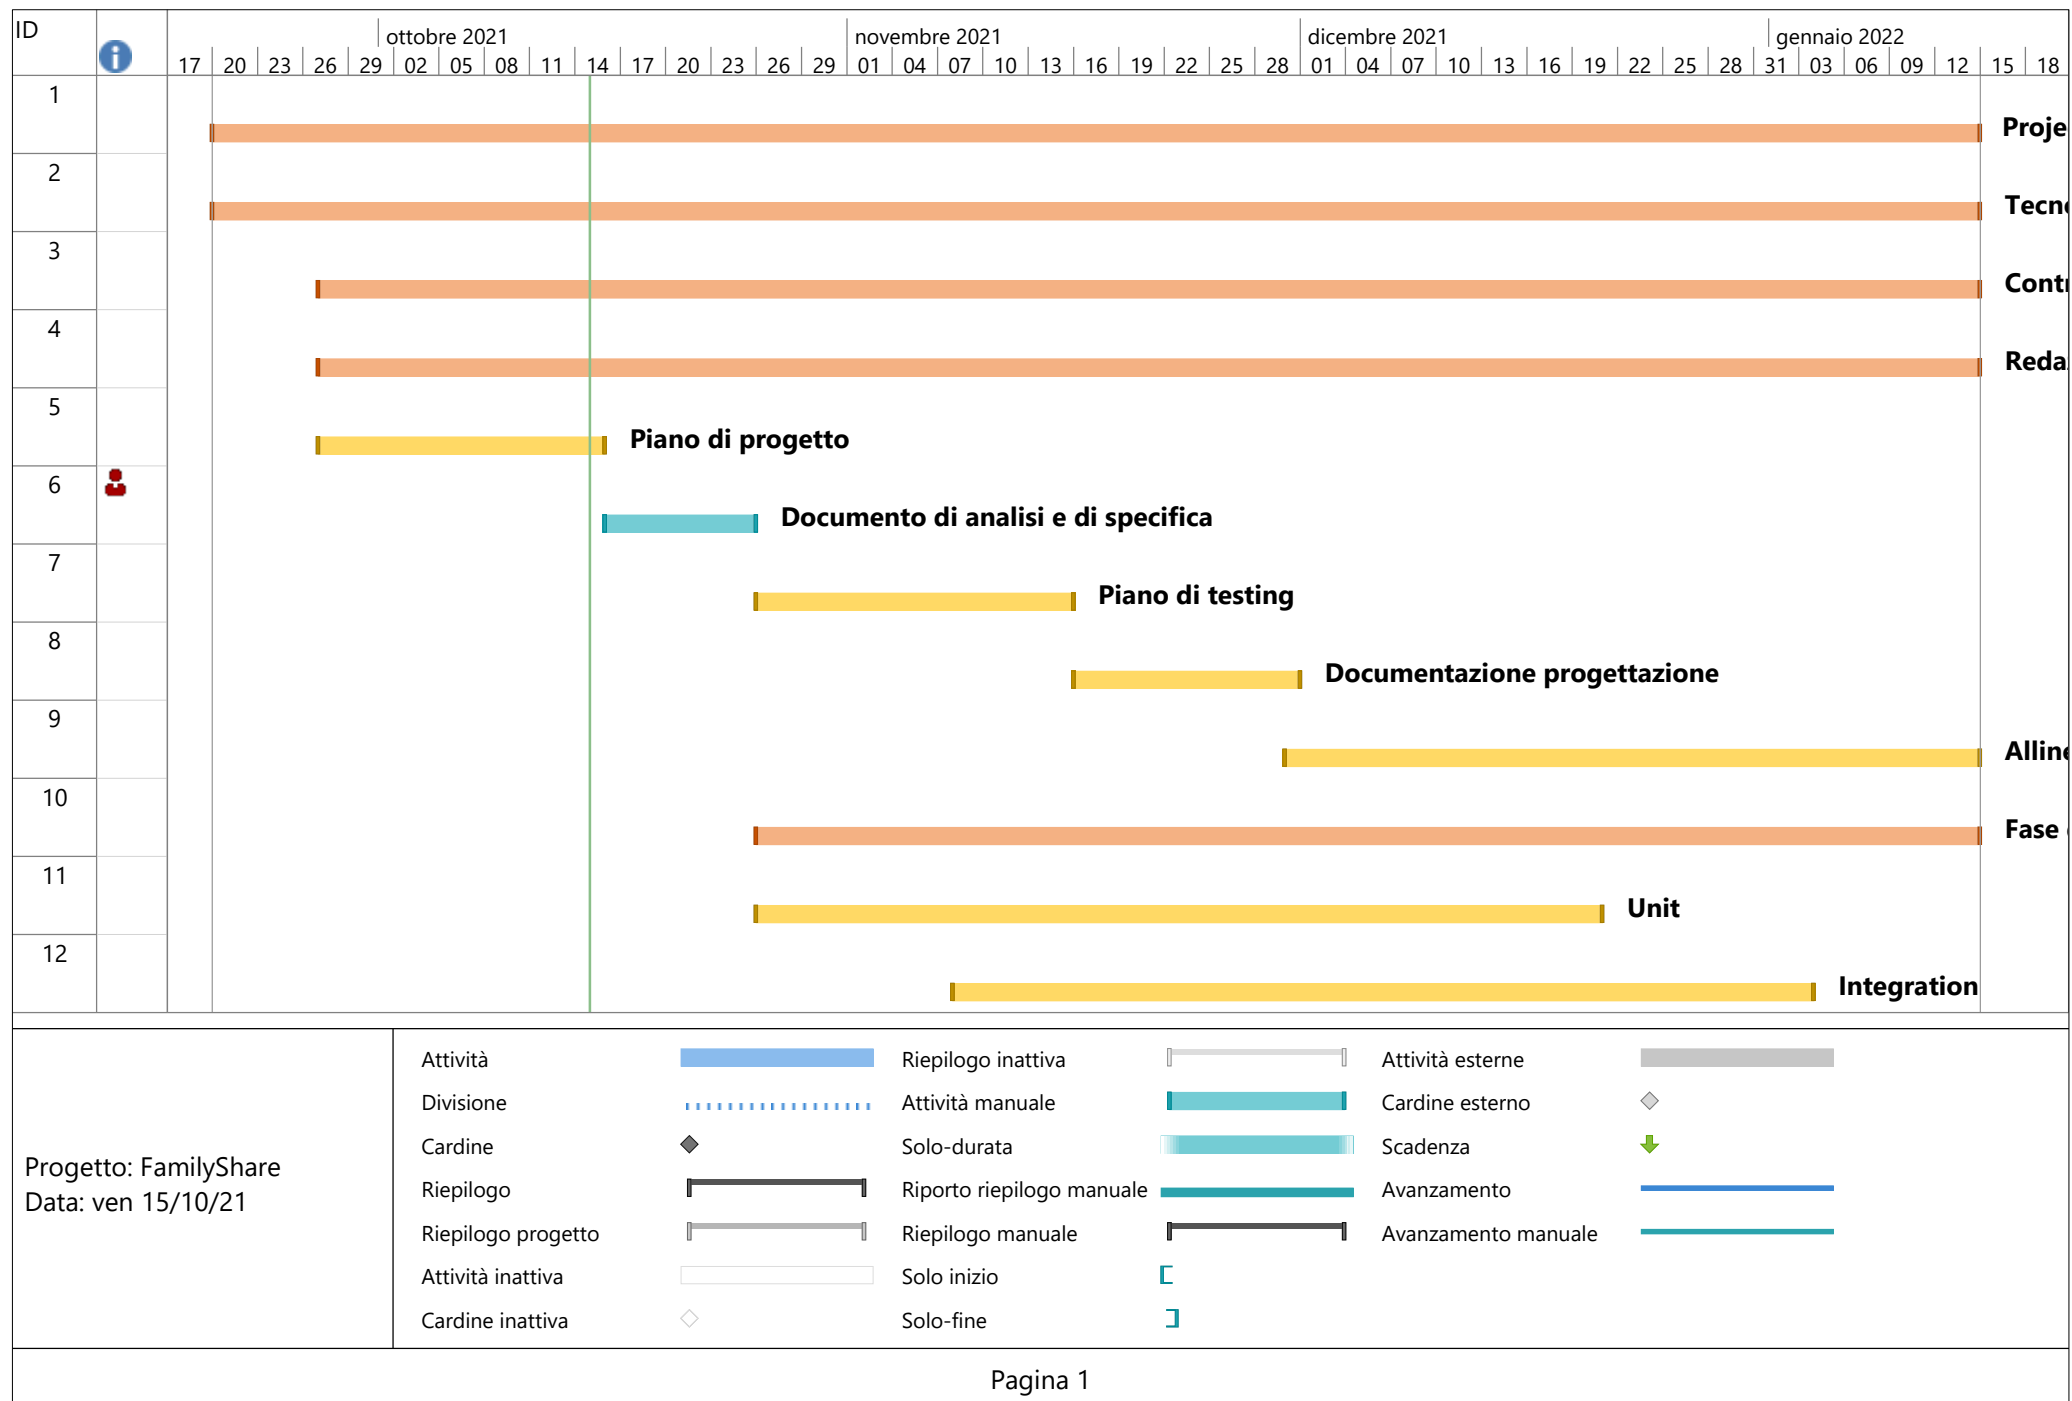 ID
ottobre 2021 novembre 2021 dicembre 2021 gennaio 2022
17 20 23 26 29 02 05 08 11 14 17 20 23 26 29 01 04 07 10 13 16 19 22 25 28 01 04 07 10 13 16 19 22 25 28 31 03 06 09 12 15 18
1
Proje
2
Tecn
3
Cont
4
Reda
5
Piano di progetto
6
Documento di analisi e di specifica
7
Piano di testing
8
Documentazione progettazione
9
Alline
10
Fase
11
Unit
12
Integration
Progetto: FamilyShare
Data: ven 15/10/21
Attività
Divisione
Cardine
Riepilogo
Riepilogo progetto
Attività inattiva
Cardine inattiva
Riepilogo inattiva
Attività manuale
Solo-durata
Riporto riepilogo manuale
Riepilogo manuale
Solo inizio
Solo-fine
Attività esterne
Cardine esterno
Scadenza
Avanzamento
Avanzamento manuale
Pagina 1